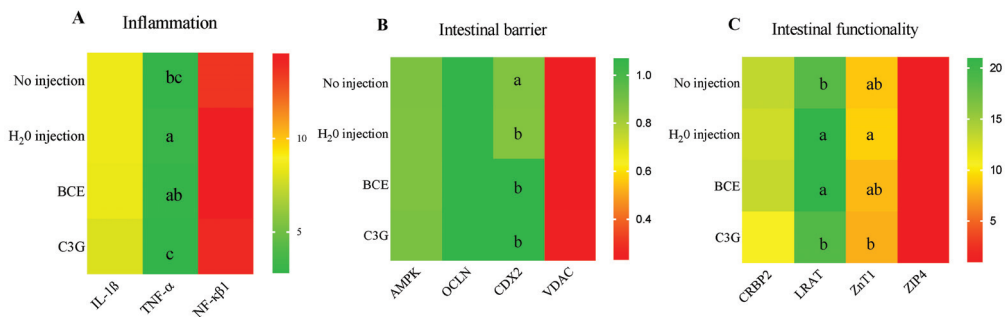 A
Inflammation
No injection
H₂0 injection
BCE
C3G
bc
a
ab
c
IL-1ß
TNF-α
NF-κβ1
10
5
B
Intestinal barrier
No injection
H₂0 injection
BCE
C3G
a
b
b
b
AMPK
OCLN
CDX2
VDAC
1.0
0.8
0.6
0.4
C
Intestinal functionality
No injection
H₂0 injection
BCE
C3G
b
ab
a
a
a
ab
b
b
CRBP2
LRAT
ZnT1
ZIP4
20
15
10
5